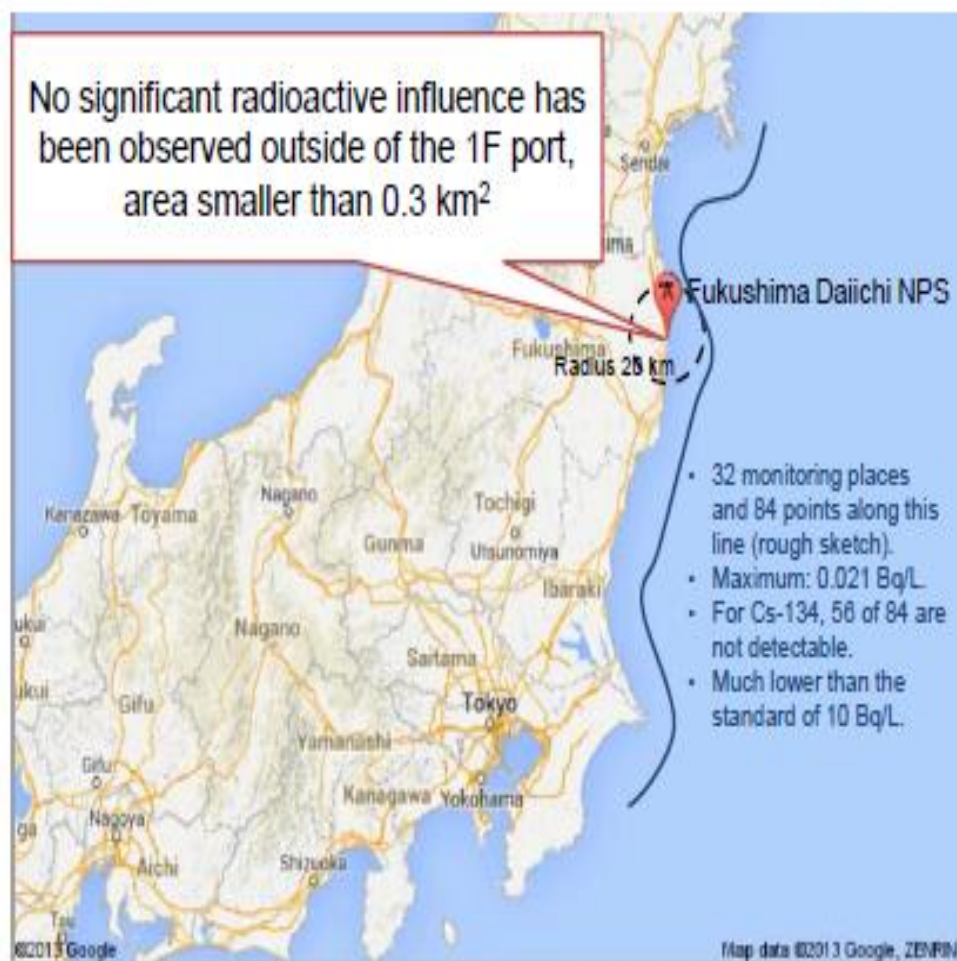 No significant radioactive influence has
been observed outside of the 1F port,
area smaller than 0.3 km²
Sendai
Fukushima Daiichi NPS
Fukushima
Radius km
32 monitoring places
and 84 points along this
line (rough sketch).
Maximum: 0.021 Bq/L.
For Cs-134, 56 of 84 are
not detectable.
Much lower than the
standard of 10 Bq/L.
Kanazawa
Toyama
Nagano
Tochigi
Gunma
Utsunomiya
Ibaraki
Nagano
Saitama
Gifu
Tokyo
Yamanashi
Gifu
Kanagawa
Yokohama
Nagoya
Aichi
Shizuoka
Tsu
©2013 Google
Map data ©2013 Google, ZENRIN